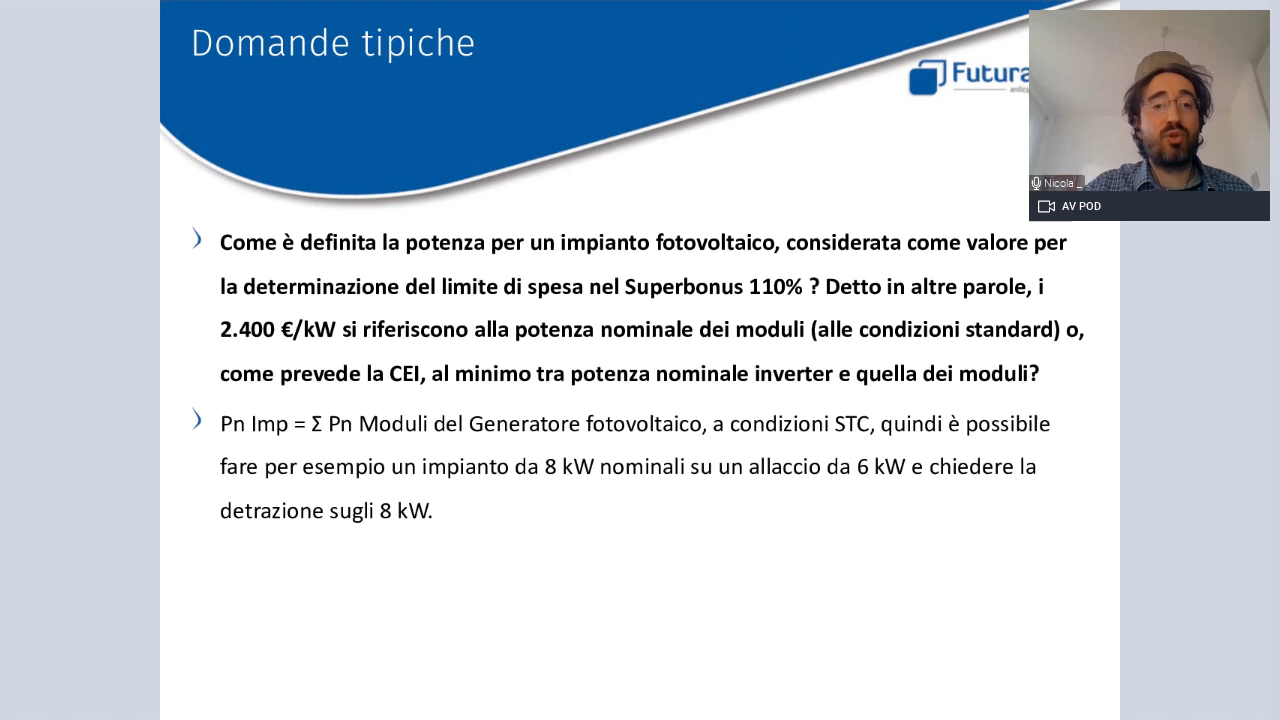 Domande tipiche
Futura
Nicola _
AV POD
Come è definita la potenza per un impianto fotovoltaico, considerata come valore per
la determinazione del limite di spesa nel Superbonus 110% ? Detto in altre parole, i
2.400 €/kW si riferiscono alla potenza nominale dei moduli (alle condizioni standard) o,
come prevede la CEI, al minimo tra potenza nominale inverter e quella dei moduli?
Pn Imp = Σ Pn Moduli del Generatore fotovoltaico, a condizioni STC, quindi è possibile
fare per esempio un impianto da 8 kW nominali su un allaccio da 6 kW e chiedere la
detrazione sugli 8 kW.